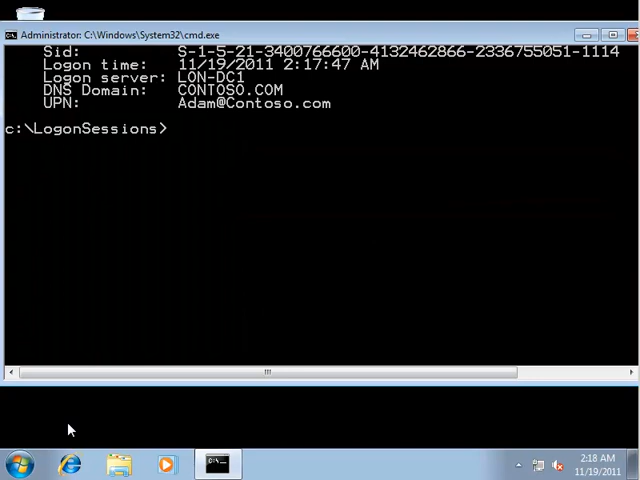 Administrator: C:\Windows\System32\cmd.exe
Sid: S-1-5-21-3400766600-4132462866-2336755051-1114
Logon time: 11/19/2011 2:17:47 AM
Logon server: LON-DC1
DNS Domain: CONTOSO.COM
UPN: Adam@Contoso.com
c:\LogonSessions>
C:\_
2:18 AM
11/19/2011